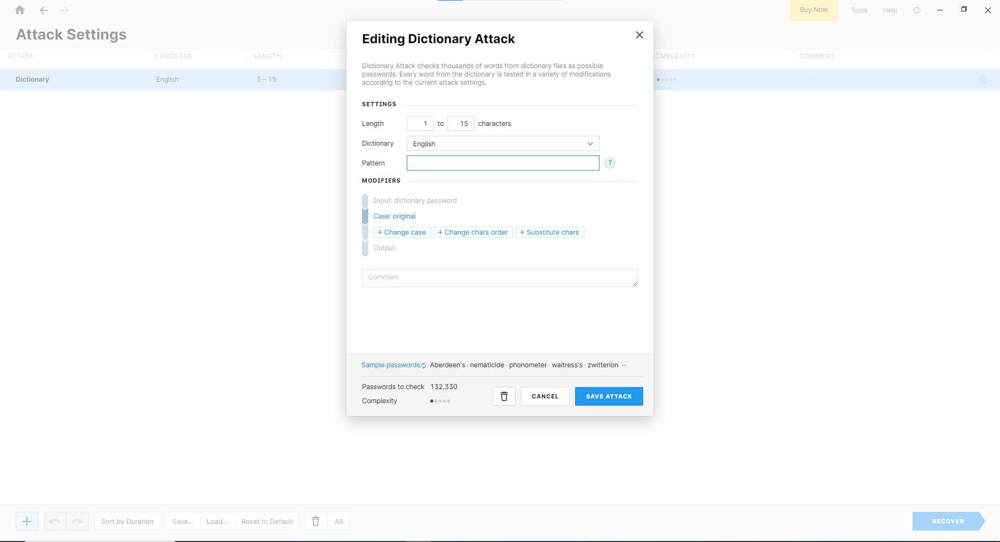 Buy Now
Tools
Help
Attack Settings
ATTACK
LANGUAGE
LENGTH
COMPLEXITY
COMMENT
Dictionary
English
3 – 15
Editing Dictionary Attack
Dictionary Attack checks thousands of words from dictionary files as possible
passwords. Every word from the dictionary is tested in a variety of modifications
according to the current attack settings.
SETTINGS
Length 1 to 15 characters
Dictionary English
Pattern ?
MODIFIERS
Input: dictionary password
Case: original
+ Change case + Change chars order + Substitute chars
Output
Comment
Sample passwords Aberdeen's · nematicide · phonometer · waitress's · zwitterion ···
Passwords to check 132,330
Complexity
CANCEL
SAVE ATTACK
Sort by Duration
Save...
Load...
Reset to Default
All
RECOVER